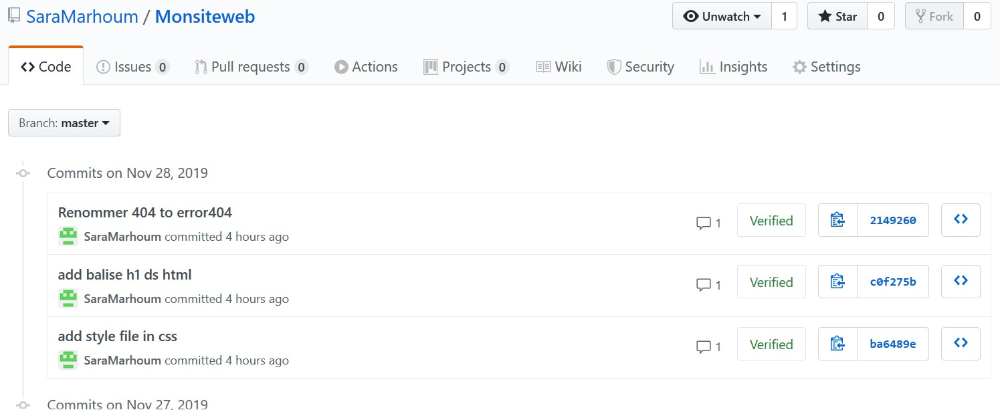 SaraMarhoum / Monsiteweb
Unwatch 1 Star 0 Fork 0
Code Issues 0 Pull requests 0 Actions Projects 0 Wiki Security Insights Settings
Branch: master
Commits on Nov 28, 2019
Renommer 404 to error404
SaraMarhoum committed 4 hours ago
1 Verified 2149260
add balise h1 ds html
SaraMarhoum committed 4 hours ago
1 Verified c0f275b
add style file in css
SaraMarhoum committed 4 hours ago
1 Verified ba6489e
Commits on Nov 27, 2019